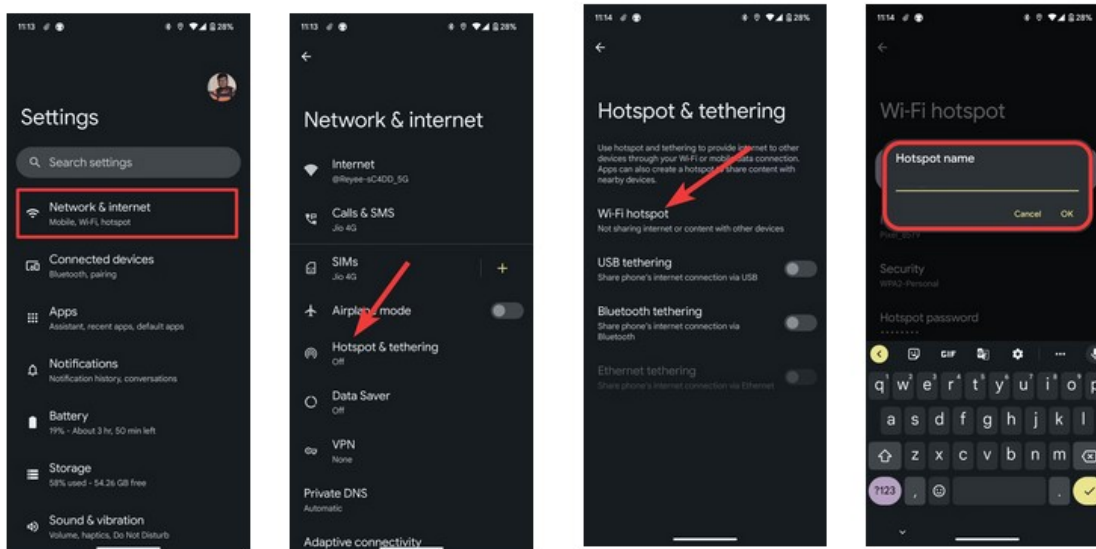 11:13
28%
Settings
Search settings
Network & internet
Mobile, Wi-Fi, hotspot
Connected devices
Bluetooth, pairing
Apps
Assistant, recent apps, default apps
Notifications
Notification history, conversations
Battery
19% - About 3 hr, 50 min left
Storage
58% used - 54.26 GB free
Sound & vibration
Volume, haptics, Do Not Disturb
11:13
28%
Network & internet
Internet
@Reyee-sC4DD_5G
Calls & SMS
Jio 4G
SIMs
Jio 4G
+
Airplane mode
Hotspot & tethering
Off
Data Saver
Off
VPN
None
Private DNS
Automatic
Adaptive connectivity
11:14
28%
Hotspot & tethering
Use hotspot and tethering to provide internet to other
devices through your Wi-Fi or mobile data connection.
Apps can also create a hotspot to share content with
nearby devices.
Wi-Fi hotspot
Not sharing internet or content with other devices
USB tethering
Share phone's internet connection via USB
Bluetooth tethering
Share phone's internet connection via
Bluetooth
Ethernet tethering
Share phone's internet connection via Ethernet
11:14
28%
Wi-Fi hotspot
Hotspot name
Cancel OK
Security
WPA2-Personal
Hotspot password
GIF
q w e r t y u i o p
a s d f g h j k l
z x c v b n m
?123 , .